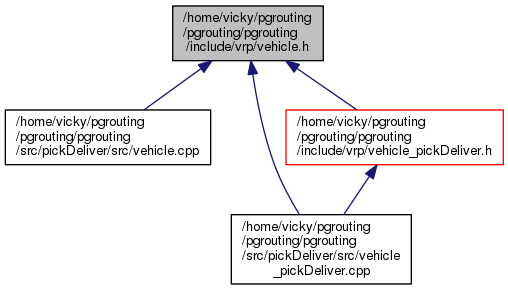 /home/vicky/pgrouting
/pgrouting/pgrouting
/include/vrp/vehicle.h
/home/vicky/pgrouting
/pgrouting/pgrouting
/src/pickDeliver/src/vehicle.cpp
/home/vicky/pgrouting
/pgrouting/pgrouting
/include/vrp/vehicle_pickDeliver.h
/home/vicky/pgrouting
/pgrouting/pgrouting
/src/pickDeliver/src/vehicle
_pickDeliver.cpp